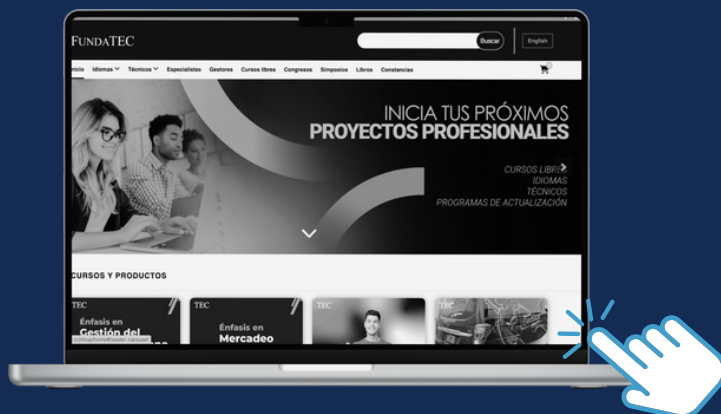 FUNDATEC
Buscar
English
Inicio Idiomas Técnicos Especialistas Gestores Cursos libres Congresos Simposios Libros Constancias
INICIA TUS PRÓXIMOS
PROYECTOS PROFESIONALES
CURSOS LIBRES
IDIOMAS
TÉCNICOS
PROGRAMAS DE ACTUALIZACIÓN
CURSOS Y PRODUCTOS
TEC
Énfasis en
Gestión del
TEC
Énfasis en
Mercadeo
TEC
TEC